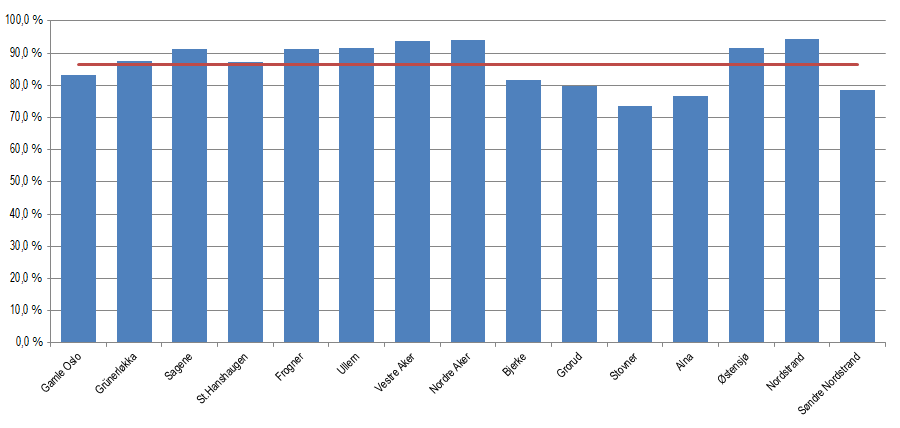 100,0 %
90,0 %
80,0 %
70,0 %
60,0 %
50,0 %
40,0 %
30,0 %
20,0 %
10,0 %
0,0 %
Gamle Oslo
Grünerløkka
Sagene
St.Hanshaugen
Frogner
Ullern
Vestre Aker
Nordre Aker
Bjerke
Grorud
Stovner
Alna
Østensjø
Nordstrand
Søndre Nordstrand